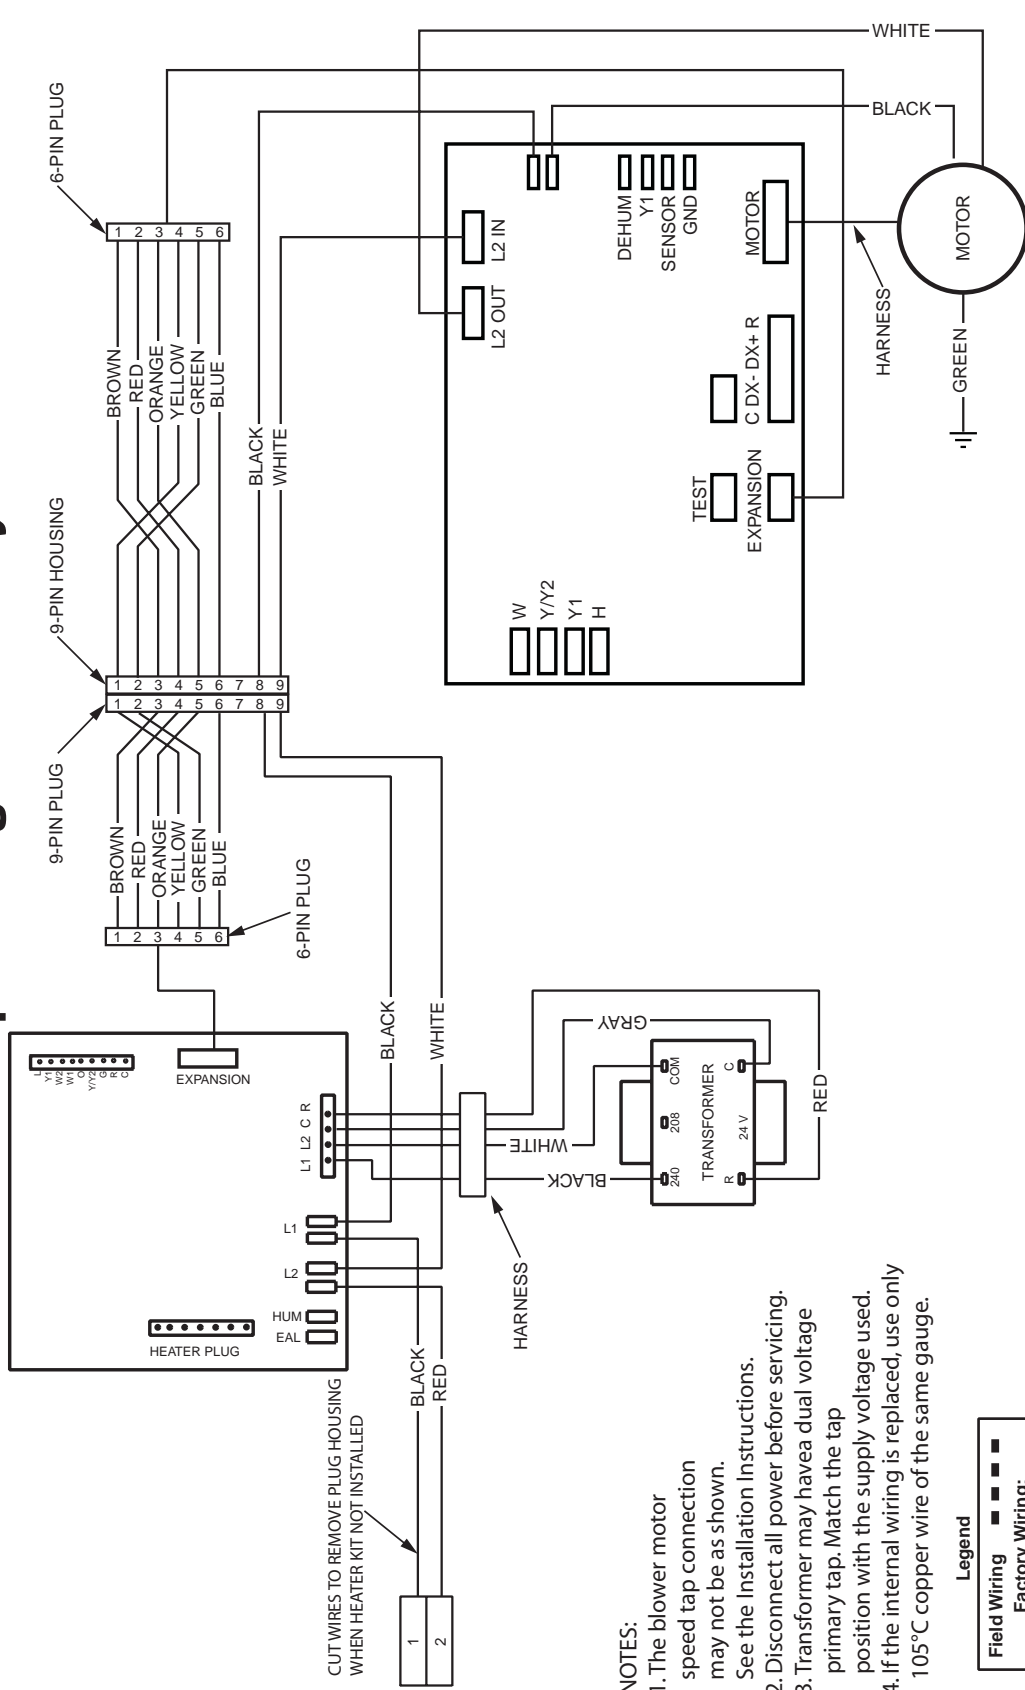 WHITE
BLACK
6-PIN PLUG
1 2 3 4 5 6
BROWN
RED
ORANGE
YELLOW
GREEN
BLUE
BLACK
WHITE
9-PIN HOUSING
1 2 3 4 5 6 7 8 9
1 2 3 4 5 6 7 8 9
9-PIN PLUG
BROWN
RED
ORANGE
YELLOW
GREEN
BLUE
1 2 3 4 5 6
6-PIN PLUG
L2 IN
L2 OUT
DEHUM
Y1
SENSOR
GND
MOTOR
C DX- DX+ R
TEST
EXPANSION
W
Y/Y2
Y1
H
HARNESS
MOTOR
GREEN
L
Y1
W2
W1
O
Y/Y2
G
R
C
EXPANSION
L1 L2 C R
L1
L2
HUM
EAL
HEATER PLUG
BLACK
WHITE
GRAY
WHITE
BLACK
RED
HARNESS
COM
208
240
TRANSFORMER
24 V
C
R
BLACK
RED
CUT WIRES TO REMOVE PLUG HOUSING
WHEN HEATER KIT NOT INSTALLED
1
2
NOTES:
1. The blower motor
speed tap connection
may not be as shown.
See the Installation Instructions.
2. Disconnect all power before servicing.
3. Transformer may havea dual voltage
primary tap. Match the tap
position with the supply voltage used.
4. If the internal wiring is replaced, use only
105°C copper wire of the same gauge.
Legend
Field Wiring
Factory Wiring: